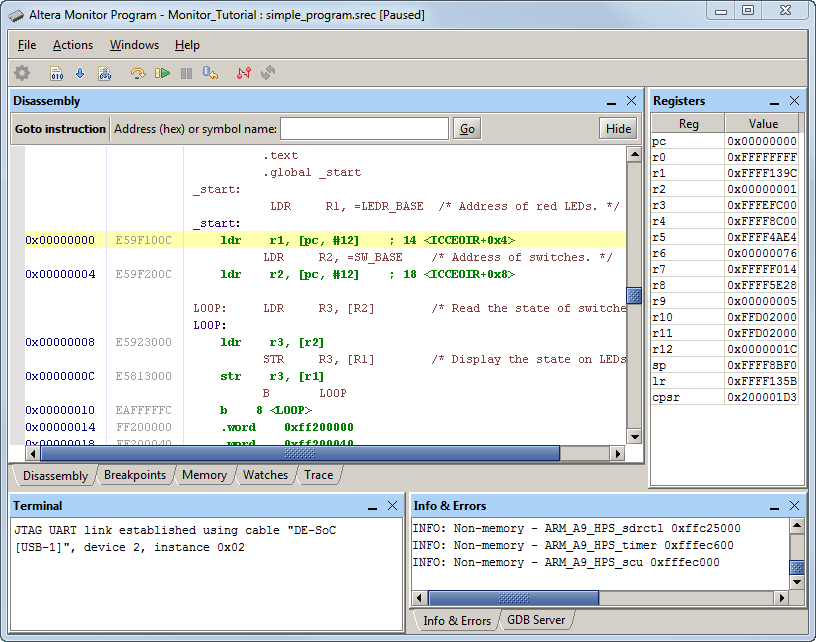 Altera Monitor Program - Monitor_Tutorial : simple_program.srec [Paused]
File Actions Windows Help
Disassembly
Goto instruction Address (hex) or symbol name: Go Hide
.text
.global _start
_start:
LDR R1, =LEDR_BASE /* Address of red LEDs. */
_start:
0x00000000 E59F100C ldr r1, [pc, #12] ; 14 <ICCEOIR+0x4>
LDR R2, =SW_BASE /* Address of switches. */
0x00000004 E59F200C ldr r2, [pc, #12] ; 18 <ICCEOIR+0x8>
LOOP: LDR R3, [R2] /* Read the state of switche
LOOP:
0x00000008 E5923000 ldr r3, [r2]
STR R3, [R1] /* Display the state on LEDs
0x0000000C E5813000 str r3, [r1]
B LOOP
0x00000010 EAFFFFFC b 8 <LOOP>
0x00000014 FF200000 .word 0xff200000
0x00000018 FF200040 .word 0xff200040
Disassembly Breakpoints Memory Watches Trace
Registers
Reg Value
pc 0x00000000
r0 0xFFFFFFFF
r1 0xFFFF139C
r2 0x00000001
r3 0xFFFEFC00
r4 0xFFFF8C00
r5 0xFFFF4AE4
r6 0x00000076
r7 0xFFFFF014
r8 0xFFFF5E28
r9 0x00000005
r10 0xFFD02000
r11 0xFFD02000
r12 0x0000001C
sp 0xFFFF8BF0
lr 0xFFFF135B
cpsr 0x200001D3
Terminal
JTAG UART link established using cable "DE-SoC
[USB-1]", device 2, instance 0x02
Info & Errors
INFO: Non-memory - ARM_A9_HPS_sdrctl 0xffc25000
INFO: Non-memory - ARM_A9_HPS_timer 0xfffec600
INFO: Non-memory - ARM_A9_HPS_scu 0xfffec000
Info & Errors GDB Server